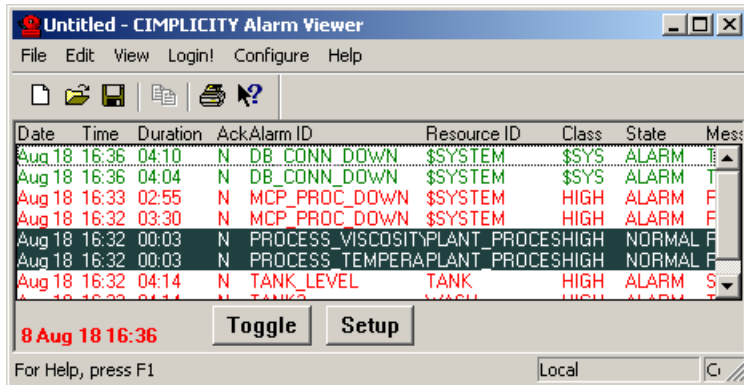 Untitled - CIMPLICITY Alarm Viewer
File Edit View Login! Configure Help
Date Time Duration Ack Alarm ID Resource ID Class State Mess
Aug 18 16:36 04:10 N DB_CONN_DOWN $SYSTEM $SYS ALARM T
Aug 18 16:36 04:04 N DB_CONN_DOWN $SYSTEM $SYS ALARM T
Aug 18 16:33 02:55 N MCP_PROC_DOWN $SYSTEM HIGH ALARM F
Aug 18 16:32 03:30 N MCP_PROC_DOWN $SYSTEM HIGH ALARM F
Aug 18 16:32 00:03 N PROCESS_VISCOSITY PLANT_PROCES HIGH NORMAL F
Aug 18 16:32 00:03 N PROCESS_TEMPERA PLANT_PROCES HIGH NORMAL F
Aug 18 16:32 04:14 N TANK_LEVEL TANK HIGH ALARM S
8 Aug 18 16:36 Toggle Setup
For Help, press F1 Local